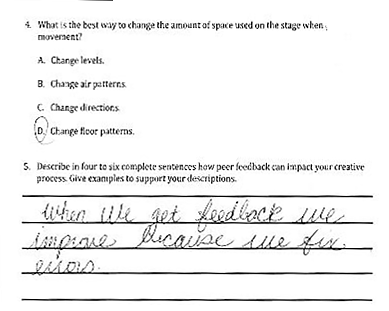 4. What is the best way to change the amount of space used on the stage when
movement?
A. Change levels.
B. Change air patterns.
C. Change directions.
D. Change floor patterns.
5. Describe in four to six complete sentences how peer feedback can impact your creative
process. Give examples to support your descriptions.
When we get feedback we
improve because we fix
errors.